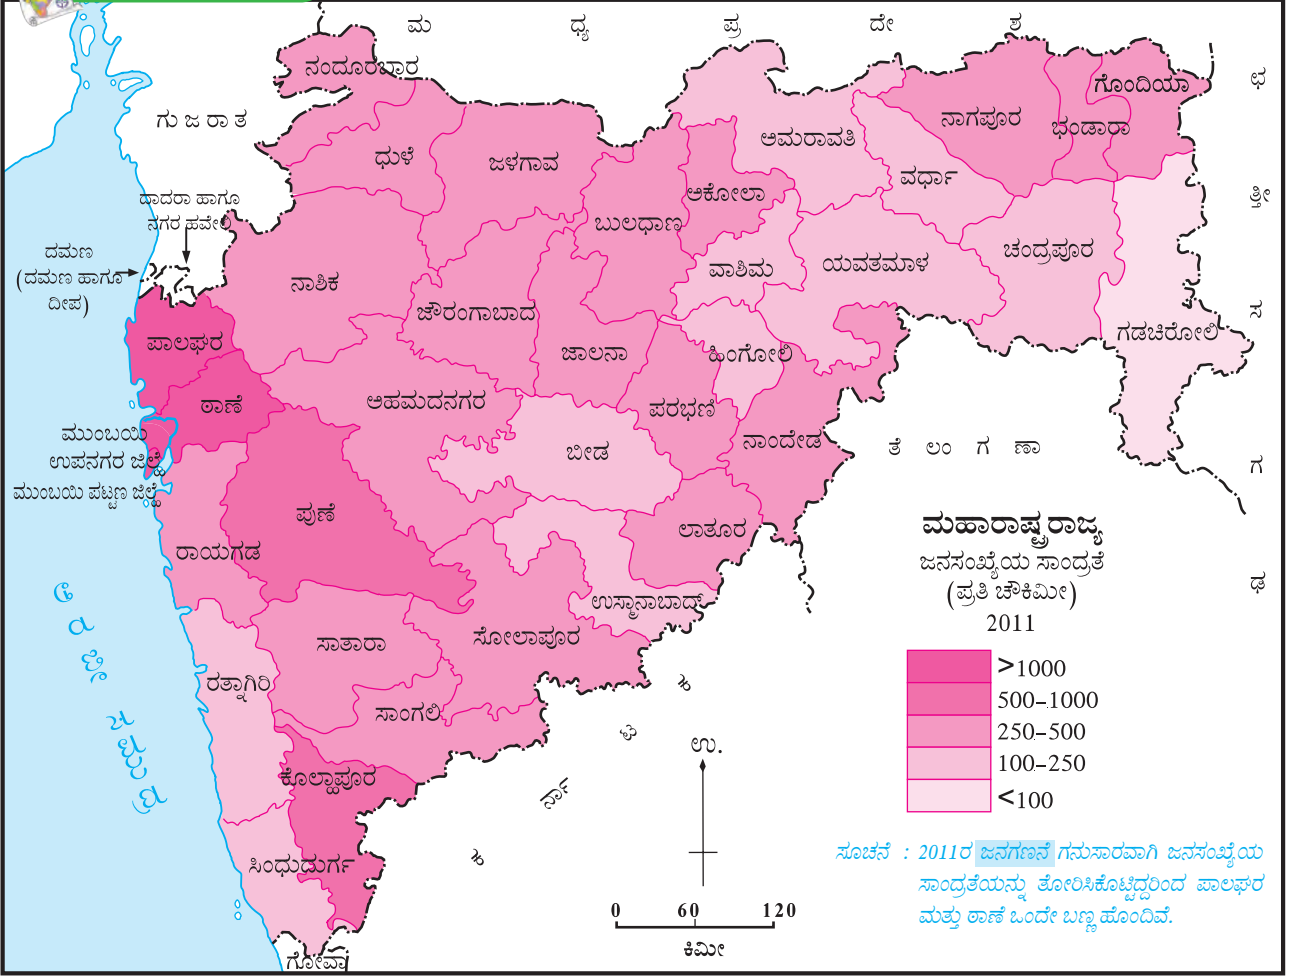 ಮ ಧ್ಯ ಪ್ರ ದೇ ಶ
ನಂದೂರಬಾರ
ಗೊಂದಿಯಾ
ಛ
ಗು ಜ ರಾ ತ
ನಾಗಪೂರ
ಭಂಡಾರಾ
ಅಮರಾವತಿ
ಧುಳೆ
ಜಳಗಾವ
ವರ್ಧಾ
ಅಕೋಲಾ
ತ್ತೀ
ದಾದರಾ ಹಾಗೂ
ನಗರ ಹವೇಲಿ
ಬುಲಢಾಣ
ದಮಣ
(ದಮಣ ಹಾಗೂ
ದೀಪ)
ಚಂದ್ರಪೂರ
ವಾಶಿಮ
ಯವತಮಾಳ
ನಾಶಿಕ
ಔರಂಗಾಬಾದ
ಸ
ಗಡಚಿರೋಲಿ
ಪಾಲಘರ
ಜಾಲನಾ
ಹಿಂಗೋಲಿ
ಠಾಣೆ
ಅಹಮದನಗರ
ಪರಭಣಿ
ಮುಂಬಯಿ
ಉಪನಗರ ಜಿಲ್ಹೆ
ನಾಂದೇಡ
ತೆ ಲಂ ಗ ಣಾ
ಬೀಡ
ಗ
ಮುಂಬಯಿ ಪಟ್ಟಣ ಜಿಲ್ಹೆ
ಪುಣೆ
ಲಾತೂರ
ರಾಯಗಡ
ಮಹಾರಾಷ್ಟ್ರರಾಜ್ಯ
ಜನಸಂಖ್ಯೆಯ ಸಾಂದ್ರತೆ
(ಪ್ರತಿ ಚೌಕಿಮೀ)
2011
ಢ
ಉಸ್ಮಾನಾಬಾದ್
ಅ ರ ಬೀ ಸಮುದ್ರ
ಸಾತಾರಾ
ಸೋಲಾಪೂರ
ರತ್ನಾಗಿರಿ
ಸಾಂಗಲಿ
>1000
500–1000
250–500
100–250
<100
ಕ ರ್ನಾ ಟ ಕ
ಉ.
ಕೊಲ್ಹಾಪೂರ
ಸಿಂಧುದುರ್ಗ
ಸೂಚನೆ : 2011ರ ಜನಗಣನೆ ಗನುಸಾರವಾಗಿ ಜನಸಂಖ್ಯೆಯ
ಸಾಂದ್ರತೆಯನ್ನು ತೋರಿಸಿಕೊಟ್ಟಿದ್ದರಿಂದ ಪಾಲಘರ
ಮತ್ತು ಠಾಣೆ ಒಂದೇ ಬಣ್ಣ ಹೊಂದಿವೆ.
0 60 120
ಕಿಮೀ
ಗೋವಾ